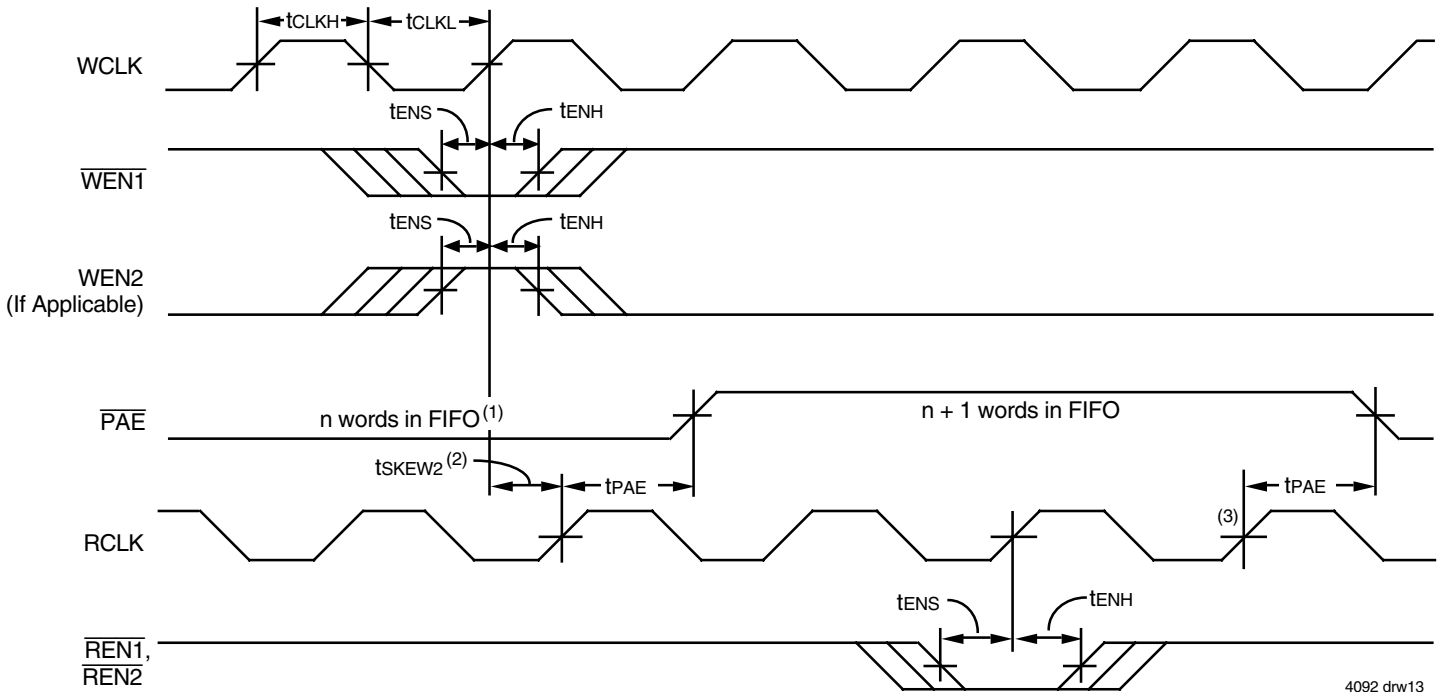 tCLKH
tCLKL
WCLK
tENS
tENH
WEN1
tENS
tENH
WEN2
(If Applicable)
PAE
n words in FIFO(1)
n + 1 words in FIFO
tSKEW2(2)
tPAE
tPAE
(3)
RCLK
tENS
tENH
REN1,
REN2
4092 drw13